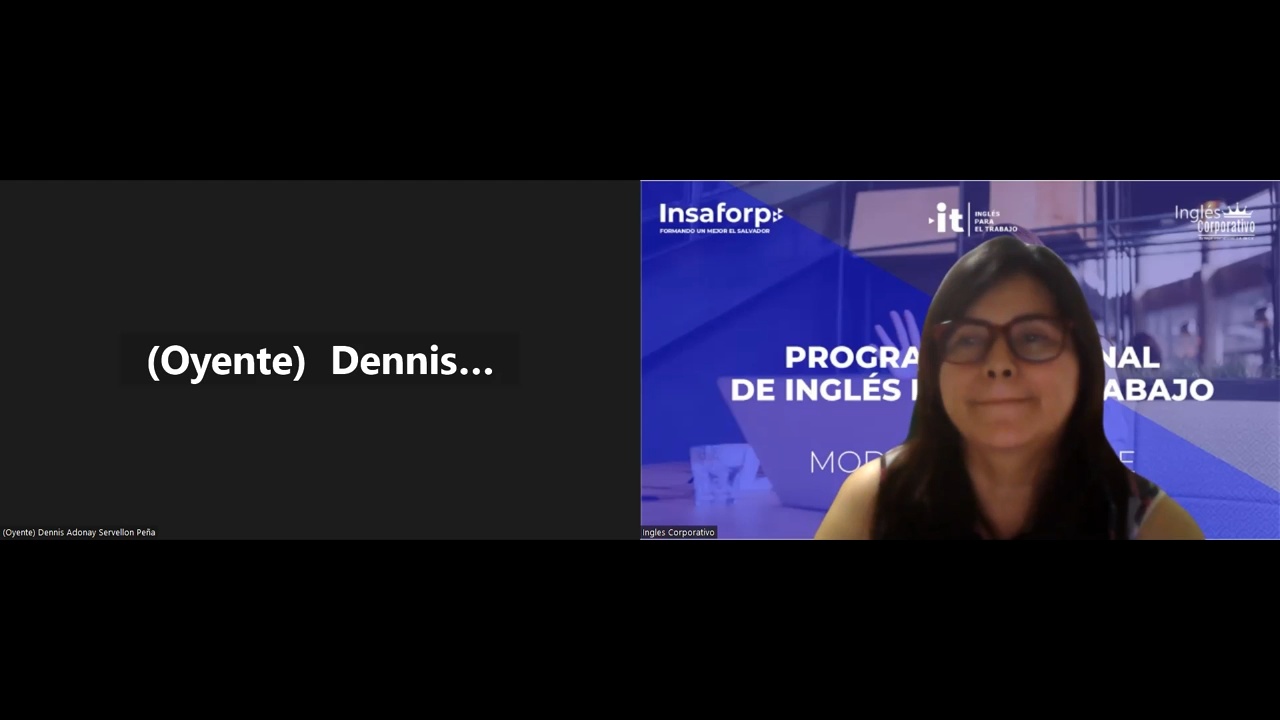 (Oyente) Dennis...
(Oyente) Dennis Adonay Servellon Peña
Insaforp
FORMANDO UN MEJOR EL SALVADOR
it
INGLÉS
PARA
EL TRABAJO
Inglés
Corporativo
PROGRA NAL
DE INGLÉS ABAJO
MOD E
Ingles Corporativo